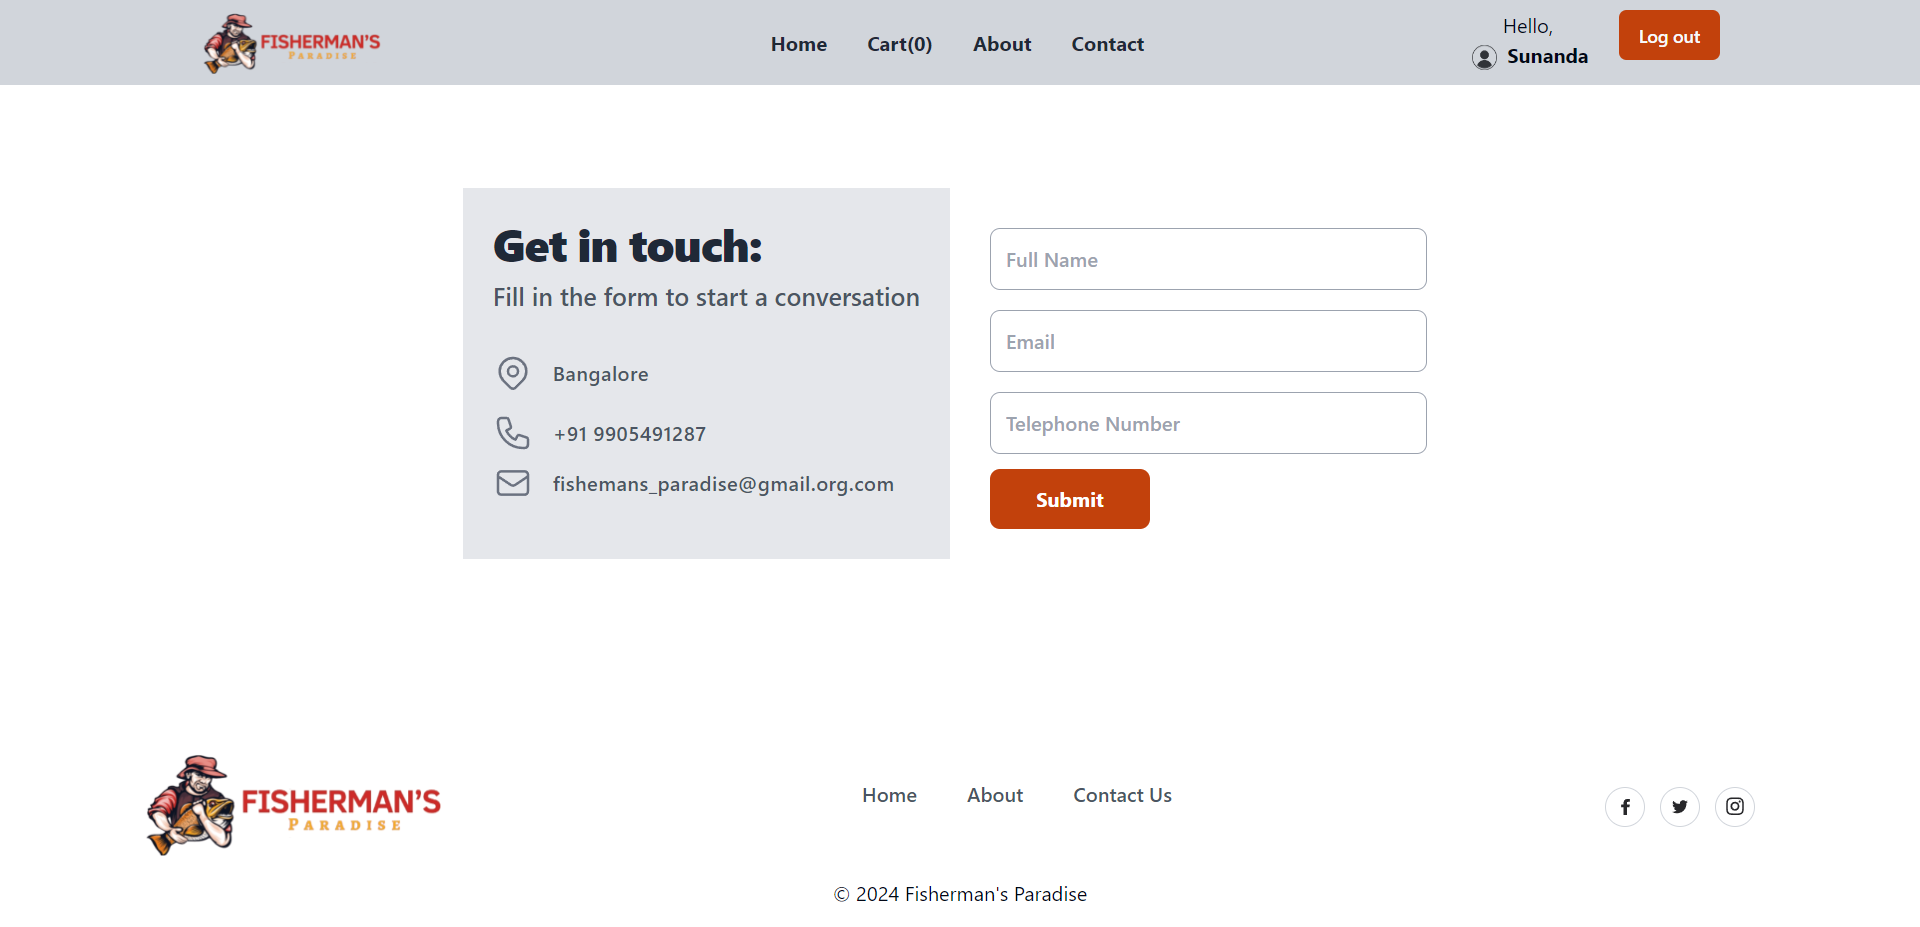 FISHERMAN'S
PARADISE
Home Cart(0) About Contact
Hello,
Sunanda
Log out
Get in touch:
Fill in the form to start a conversation
Bangalore
+91 9905491287
fishemans_paradise@gmail.org.com
Full Name
Email
Telephone Number
Submit
FISHERMAN'S
PARADISE
Home About Contact Us
© 2024 Fisherman's Paradise